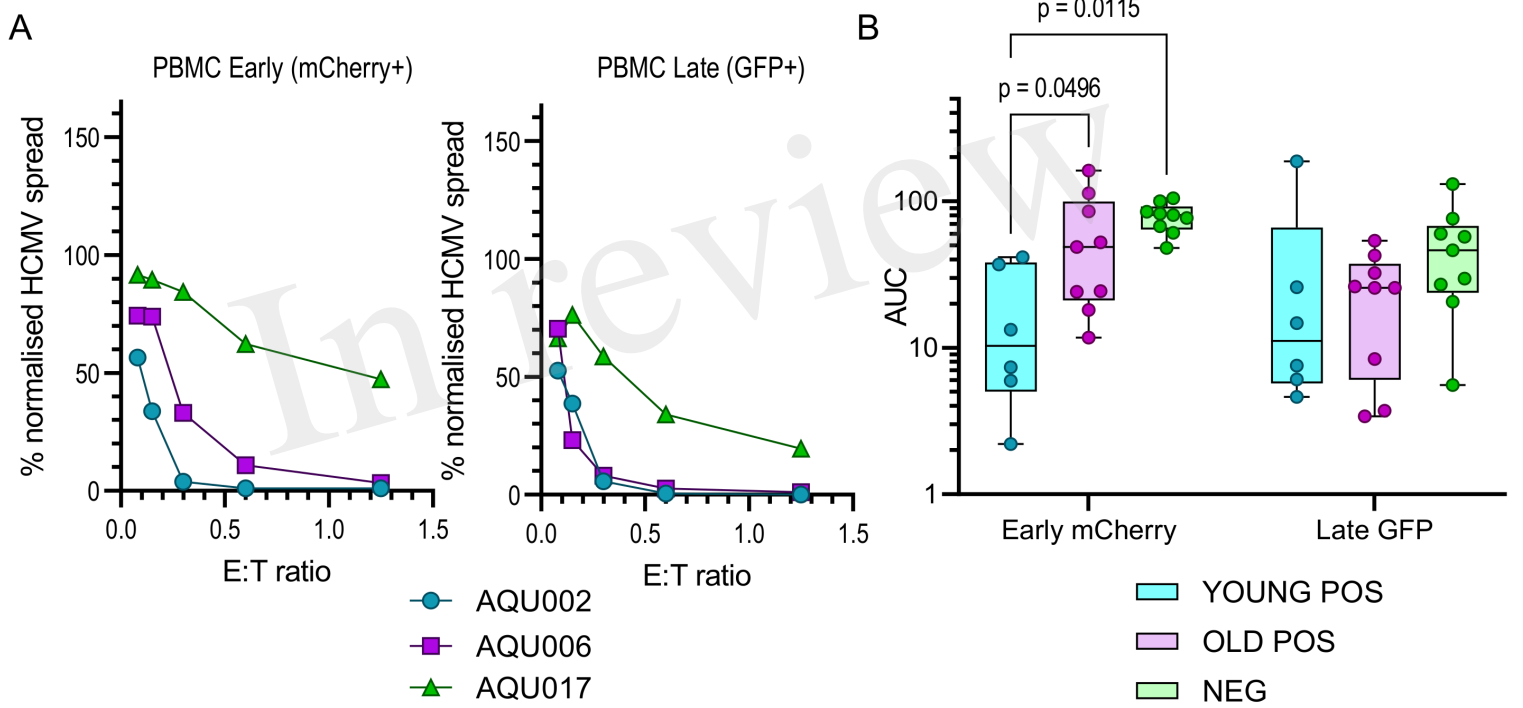 A
B
p = 0.0115
p = 0.0496
PBMC Early (mCherry+)
PBMC Late (GFP+)
% normalised HCMV spread
150
100
50
0
0.0
0.5
1.0
1.5
E:T ratio
% normalised HCMV spread
150
100
50
0
0.0
0.5
1.0
1.5
E:T ratio
AQU002
AQU006
AQU017
AUC
100
10
1
Early mCherry
Late GFP
YOUNG POS
OLD POS
NEG
In review